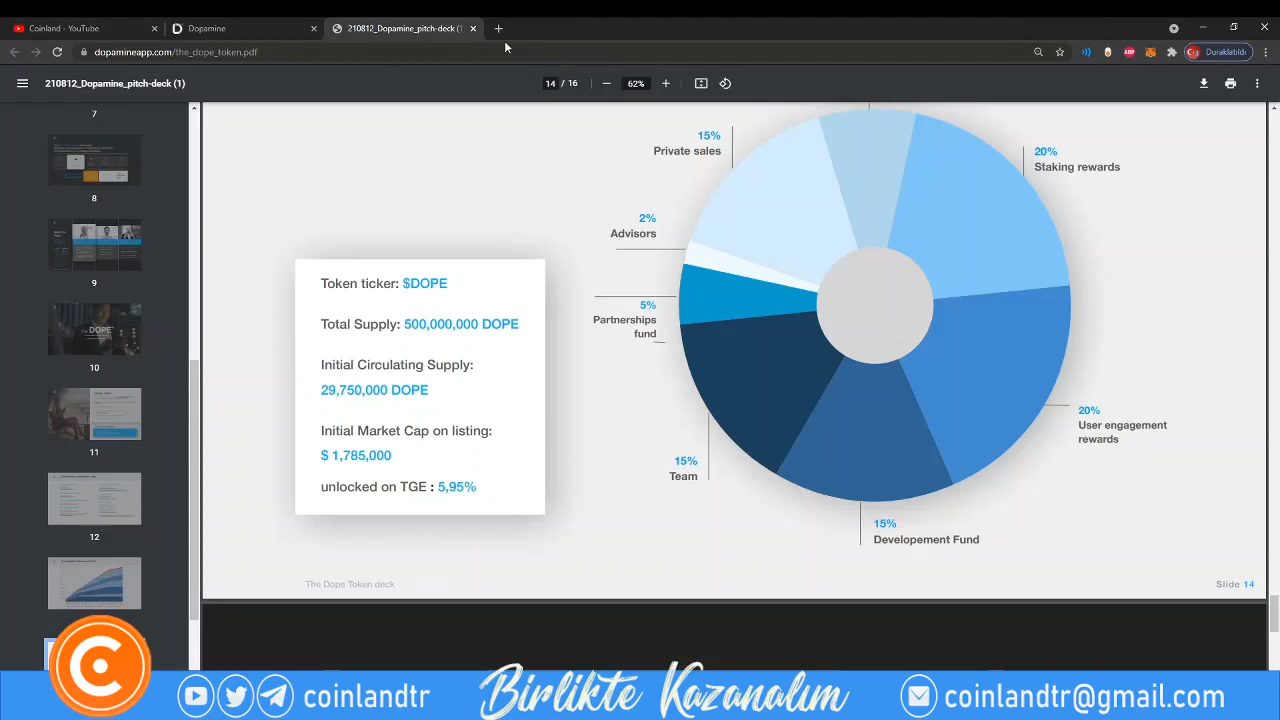 Coinland - YouTube
Dopamine
210812_Dopamine_pitch-deck (1)
dopamineapp.com/the_dope_token.pdf
ABP
Duraklatıldı
210812_Dopamine_pitch-deck (1)
14 / 16
62%
7
8
9
10
11
12
15%
Private sales
2%
Advisors
5%
Partnerships
fund
15%
Team
15%
Developement Fund
20%
User engagement
rewards
20%
Staking rewards
Token ticker: $DOPE
Total Supply: 500,000,000 DOPE
Initial Circulating Supply:
29,750,000 DOPE
Initial Market Cap on listing:
$ 1,785,000
unlocked on TGE : 5,95%
The Dope Token deck
Slide 14
coinlandtr
Birlikte Kazanalım
coinlandtr@gmail.com